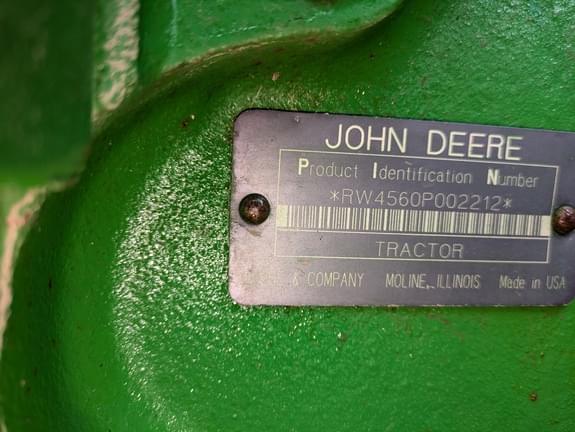 JOHN DEERE
Product Identification Number
*RW4560P002212*
TRACTOR
& COMPANY MOLINE, ILLINOIS Made in USA